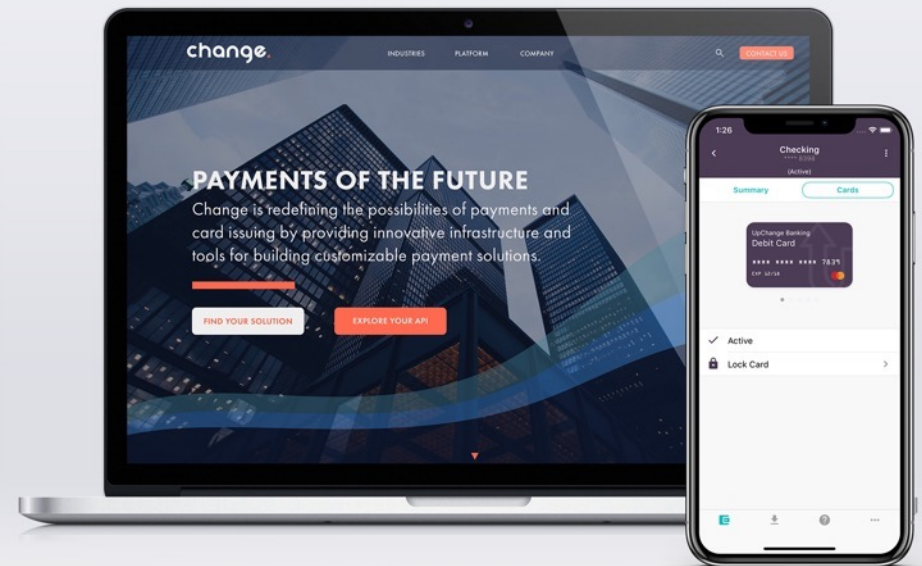 change.
INDUSTRIES
PLATFORM
COMPANY
CONTACT US
PAYMENTS OF THE FUTURE
Change is redefining the possibilities of payments and
card issuing by providing innovative infrastructure and
tools for building customizable payment solutions.
FIND YOUR SOLUTION
EXPLORE YOUR API
1:26
Checking
**** 8398
(Active)
Summary
Cards
UpChange Banking
Debit Card
**** **** **** 7839
Active
Lock Card